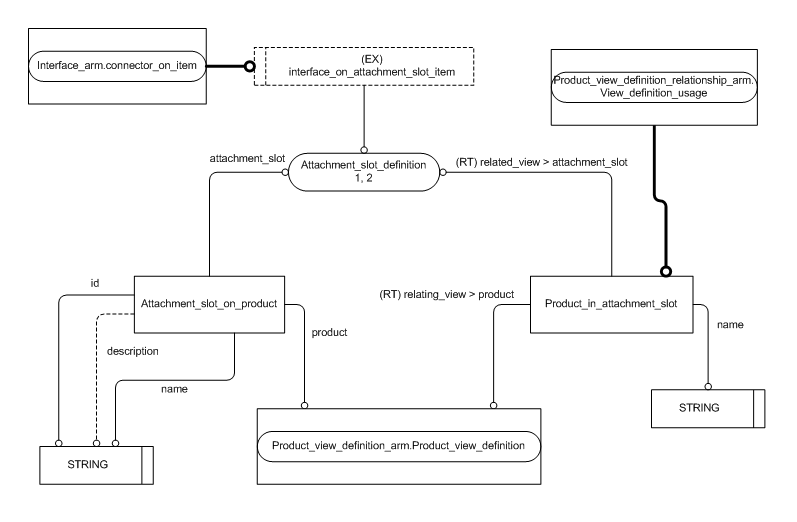 (EX)
interface_on_attachment_slot_item
Interface_arm.connector_on_item
Product_view_definition_relationship_arm.
View_definition_usage
attachment_slot
Attachment_slot_definition
1, 2
(RT) related_view > attachment_slot
id
Attachment_slot_on_product
(RT) relating_view > product
Product_in_attachment_slot
description
product
name
name
STRING
Product_view_definition_arm.Product_view_definition
STRING